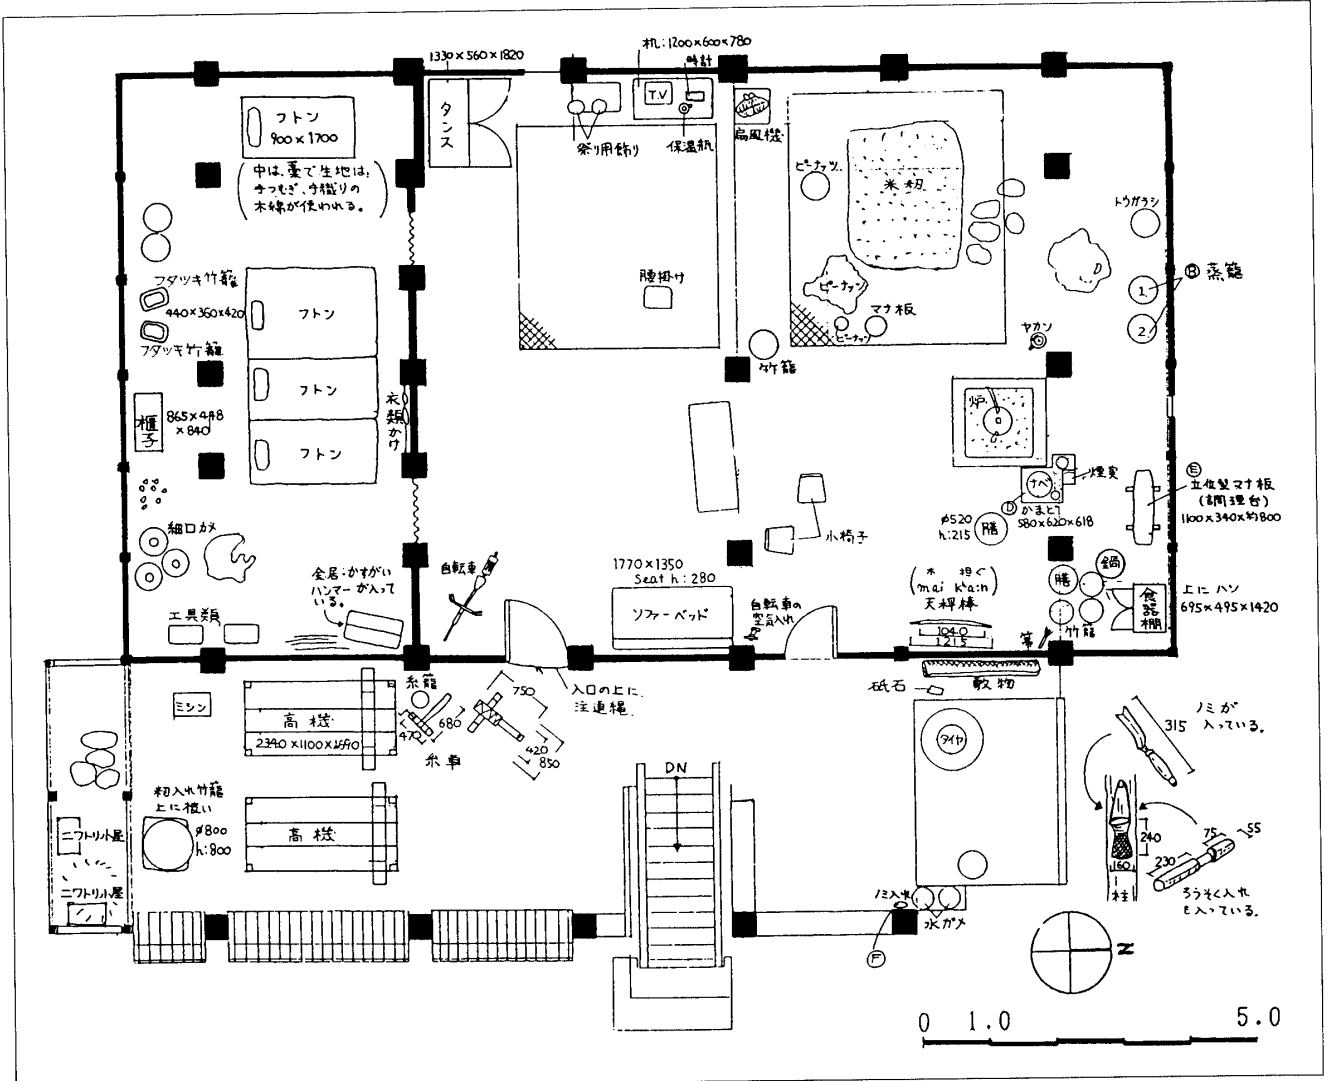 1330×560×1820
机:1200×600×780
時計
T.V
タンス
祭り用飾り
保温瓶
扇風機
フトン
900×1700
(中は、藁で生地は、
手つむぎ、手織りの
木綿が使われる。)
ピーナッツ
米籾
トウガラシ
Ⓑ 蒸籠
1.
2.
フタツキ竹籠
440×360×420
フタツキ竹籠
フトン
フトン
フトン
腰掛け
ピーナッツ
マナ板
ピーナッツ
ヤカン
竹籠
櫃子
865×448
×840
衣類かけ
炉
ナベ
煙突
Ⓓ かまど
580×620×618
Ⓔ
立位型マナ板
(調理台)
1100×340×約800
φ520
h:215
膳
小椅子
細口カメ
金居:かすがい
ハンマーが入って
いる。
工具類
自転車
1770×1350
Seat h:280
ソファーベッド
自転車の
空気入れ
(木 担ぐ
mai k'a:n)
天秤棒
1040
1215
膳
鍋
食器棚
上に ハソ
695×495×1420
竹籠
箒
砥石
敷物
ミシン
高機
2340×1100×1690
糸籠
470
680
糸車
750
420
850
入口の上に
注連縄
DN
タイヤ
315
ノミが
入っている。
籾入れ竹籠
上に覆い
φ800
h:800
高機
ニワトリ小屋
ニワトリ小屋
240
60
柱
75
55
230
ろうそく入れ
も入っている。
ノミ入れ
水ガメ
Ⓕ
N
0 1.0 5.0